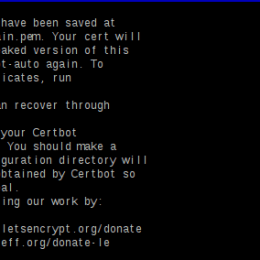 have been saved at
in.pem. Your cert will
aked version of this
t-auto again. To
icates, run
n recover through
your Certbot
You should make a
guration directory will
btained by Certbot so
al.
ing our work by:
letsencrypt.org/donate
eff.org/donate-le